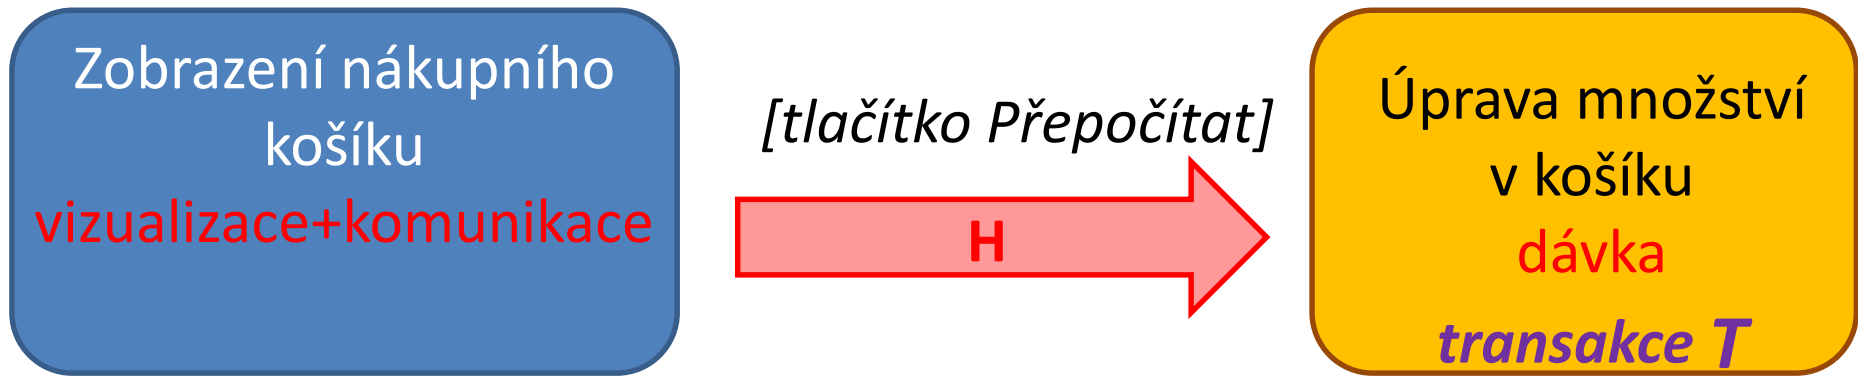 Zobrazení nákupního
košíku
vizualizace+komunikace
[tlačítko Přepočítat]
H
Úprava množství
v košíku
dávka
transakce T